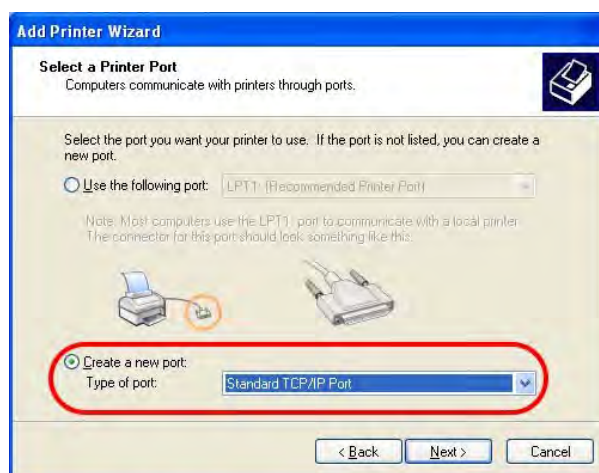 Add Printer Wizard
Select a Printer Port
Computers communicate with printers through ports.
Select the port you want your printer to use. If the port is not listed, you can create a
new port.
Use the following port: LPT1: (Recommended Printer Port)
Note: Most computers use the LPT1: port to communicate with a local printer.
The connector for this port should look something like this:
Create a new port:
Type of port: Standard TCP/IP Port
< Back Next > Cancel